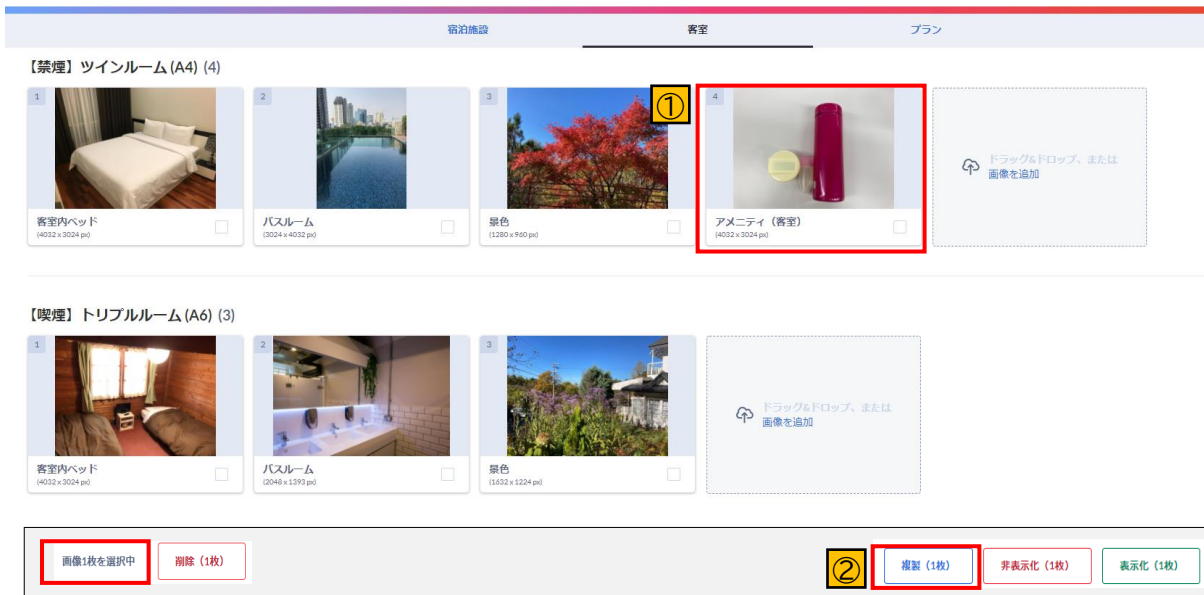 宿泊施設 客室 プラン
【禁煙】ツインルーム(A4) (4)
1 2 3 ① 4
ドラッグ&ドロップ、または
画像を追加
客室内ベッド
(4032 x 3024 px)
バスルーム
(3024 x 4032 px)
景色
(1280 x 960 px)
アメニティ（客室）
(4032 x 3024 px)
【喫煙】トリプルルーム(A6) (3)
1 2 3
ドラッグ&ドロップ、または
画像を追加
客室内ベッド
(4032 x 3024 px)
バスルーム
(2048 x 1393 px)
景色
(1632 x 1224 px)
画像1枚を選択中 削除（1枚） ② 複製（1枚） 非表示化（1枚） 表示化（1枚）